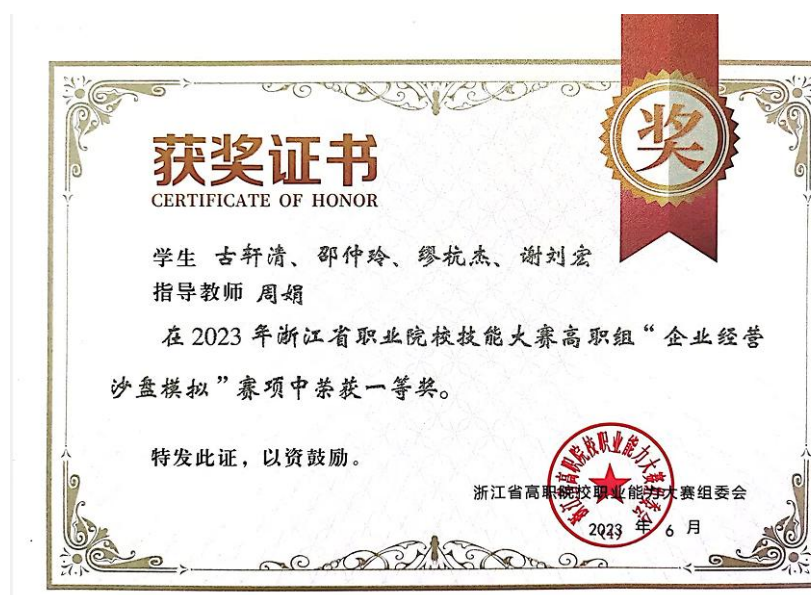 奖
获奖证书
CERTIFICATE OF HONOR
学生 古轩清、邵仲玲、缪杭杰、谢刘宏
指导教师 周娟
在 2023 年浙江省职业院校技能大赛高职组“企业经营
沙盘模拟”赛项中荣获一等奖。
特发此证，以资鼓励。
浙江省高职院校职业能力大赛组委会
2023 年 6 月